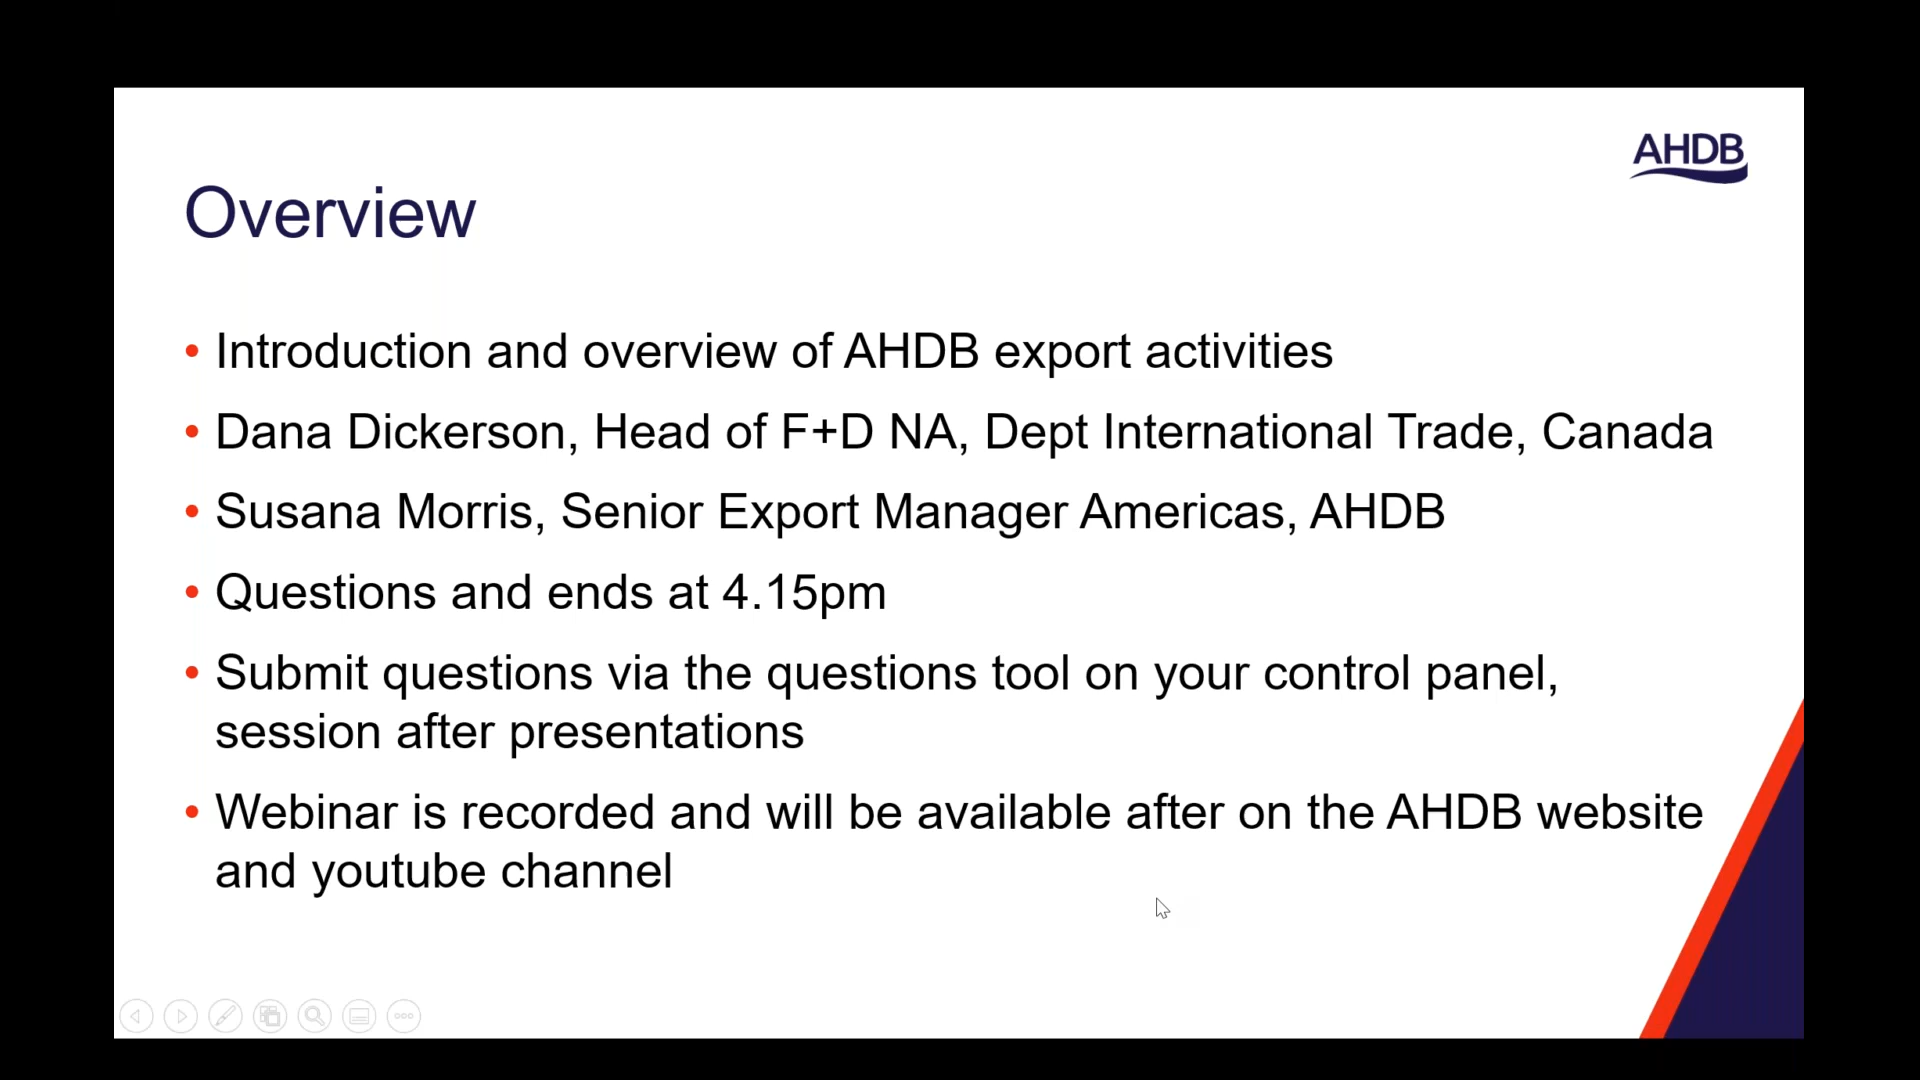 AHDB
Overview
• Introduction and overview of AHDB export activities
• Dana Dickerson, Head of F+D NA, Dept International Trade, Canada
• Susana Morris, Senior Export Manager Americas, AHDB
• Questions and ends at 4.15pm
• Submit questions via the questions tool on your control panel,
session after presentations
• Webinar is recorded and will be available after on the AHDB website
and youtube channel